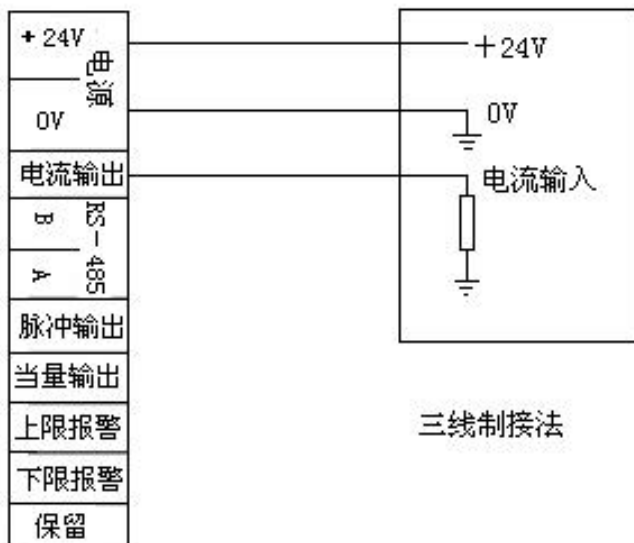 +24V
电源
0V
电流输出
RS-485
B
A
脉冲输出
当量输出
上限报警
下限报警
保留
+24V
0V
电流输入
三线制接法